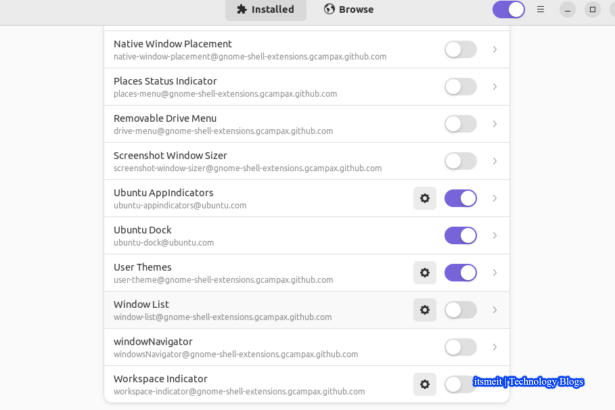 Installed Browse
Native Window Placement
native-window-placement@gnome-shell-extensions.gcampax.github.com
Places Status Indicator
places-menu@gnome-shell-extensions.gcampax.github.com
Removable Drive Menu
drive-menu@gnome-shell-extensions.gcampax.github.com
Screenshot Window Sizer
screenshot-window-sizer@gnome-shell-extensions.gcampax.github.com
Ubuntu AppIndicators
ubuntu-appindicators@ubuntu.com
Ubuntu Dock
ubuntu-dock@ubuntu.com
User Themes
user-theme@gnome-shell-extensions.gcampax.github.com
Window List
window-list@gnome-shell-extensions.gcampax.github.com
windowNavigator
windowsNavigator@gnome-shell-extensions.gcampax.github.com
Workspace Indicator
workspace-indicator@gnome-shell-extensions.gcampax.github.com
itsmeit | Technology Blogs